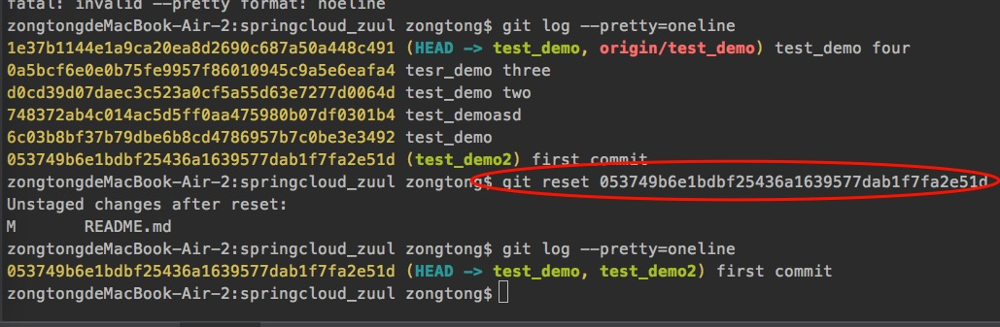 fatal: invalid --pretty format: noeline
zongtongdeMacBook-Air-2:springcloud_zuul zongtong$ git log --pretty=oneline
1e37b1144e1a9ca20ea8d2690c687a50a448c491 (HEAD -> test_demo, origin/test_demo) test_demo four
0a5bcf6e0e0b75fe9957f86010945c9a5e6eafa4 tesr_demo three
d0cd39d07daec3c523a0cf5a55d63e7277d0064d test_demo two
748372ab4c014ac5d5ff0aa475980b07df0301b4 test_demoasd
6c03b8bf37b79dbe6b8cd4786957b7c0be3e3492 test_demo
053749b6e1bdbf25436a1639577dab1f7fa2e51d (test_demo2) first commit
zongtongdeMacBook-Air-2:springcloud_zuul zongtong$ git reset 053749b6e1bdbf25436a1639577dab1f7fa2e51d
Unstaged changes after reset:
M README.md
zongtongdeMacBook-Air-2:springcloud_zuul zongtong$ git log --pretty=oneline
053749b6e1bdbf25436a1639577dab1f7fa2e51d (HEAD -> test_demo, test_demo2) first commit
zongtongdeMacBook-Air-2:springcloud_zuul zongtong$